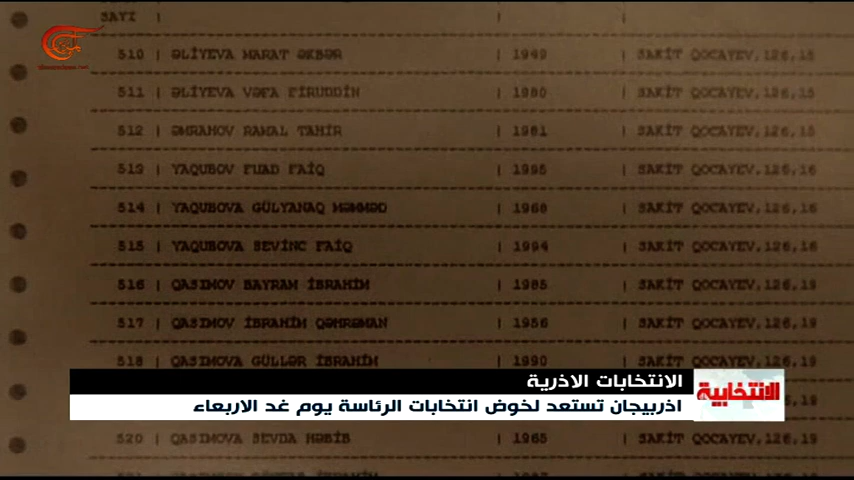 SAYI | | |
510 | ƏLİYEVA MARAT ƏKBƏR | 1949 | SAKİT QOCAYEV,126,15
511 | ƏLİYEVA VƏFA FİRUDDİN | 1980 | SAKİT QOCAYEV,126,15
512 | ƏMRAHOV RAMAL TAHİR | 1981 | SAKİT QOCAYEV,126,15
513 | YAQUBOV FUAD FAİQ | 1995 | SAKİT QOCAYEV,126,16
514 | YAQUBOVA GÜLYANAQ MƏMMƏD | 1968 | SAKİT QOCAYEV,126,16
515 | YAQUBOVA SEVİNC FAİQ | 1994 | SAKİT QOCAYEV,126,16
516 | QASIMOV BAYRAM İBRAHİM | 1985 | SAKİT QOCAYEV,126,19
517 | QASIMOV İBRAHİM QƏHRƏMAN | 1956 | SAKİT QOCAYEV,126,19
518 | QASIMOVA GÜLLƏR İBRAHİM | 1990 | SAKİT QOCAYEV,126,19
الانتخابات الاذرية
الانتخابية
اذربيجان تستعد لخوض انتخابات الرئاسة يوم غد الاربعاء
520 | QASIMOVA SEVDA HƏBİB | 1965 | SAKİT QOCAYEV,126,19